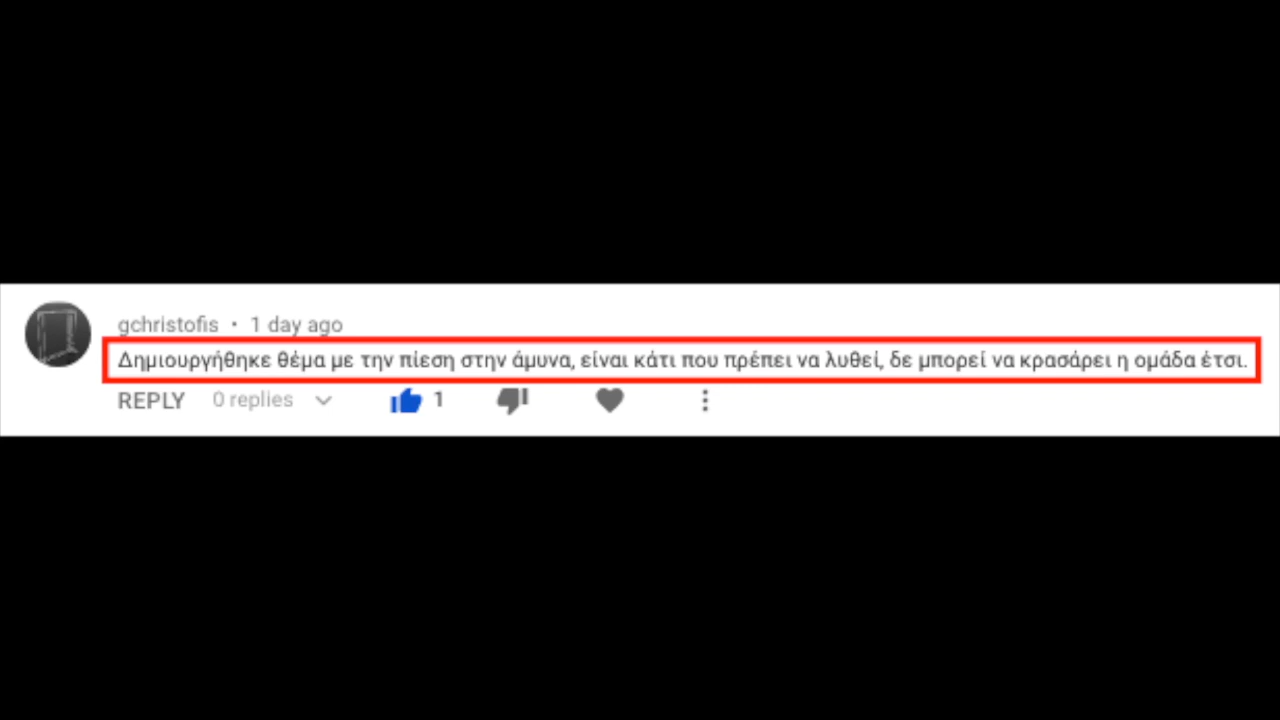 gchristofis • 1 day ago
Δημιουργήθηκε θέμα με την πίεση στην άμυνα, είναι κάτι που πρέπει να λυθεί, δε μπορεί να κρασάρει η ομάδα έτσι.
REPLY 0 replies 1